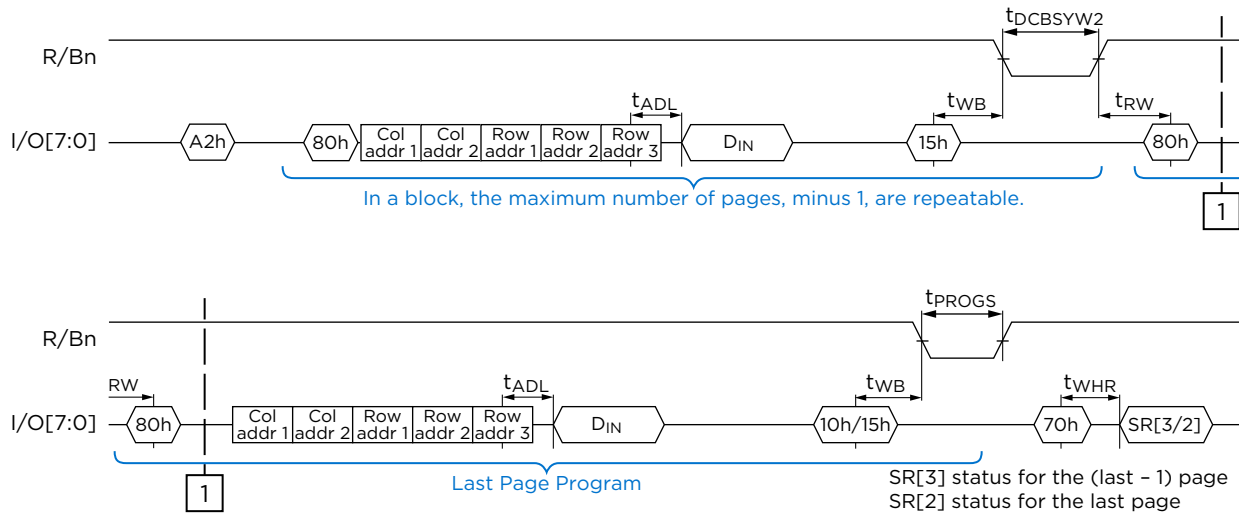 tDCBSYW2
R/Bn
tADL
tWB
tRW
I/O[7:0]
A2h
80h
Col addr 1
Col addr 2
Row addr 1
Row addr 2
Row addr 3
DIN
15h
80h
In a block, the maximum number of pages, minus 1, are repeatable.
1
tPROGS
R/Bn
RW
tADL
tWB
tWHR
I/O[7:0]
80h
Col addr 1
Col addr 2
Row addr 1
Row addr 2
Row addr 3
DIN
10h/15h
70h
SR[3/2]
1
Last Page Program
SR[3] status for the (last – 1) page
SR[2] status for the last page